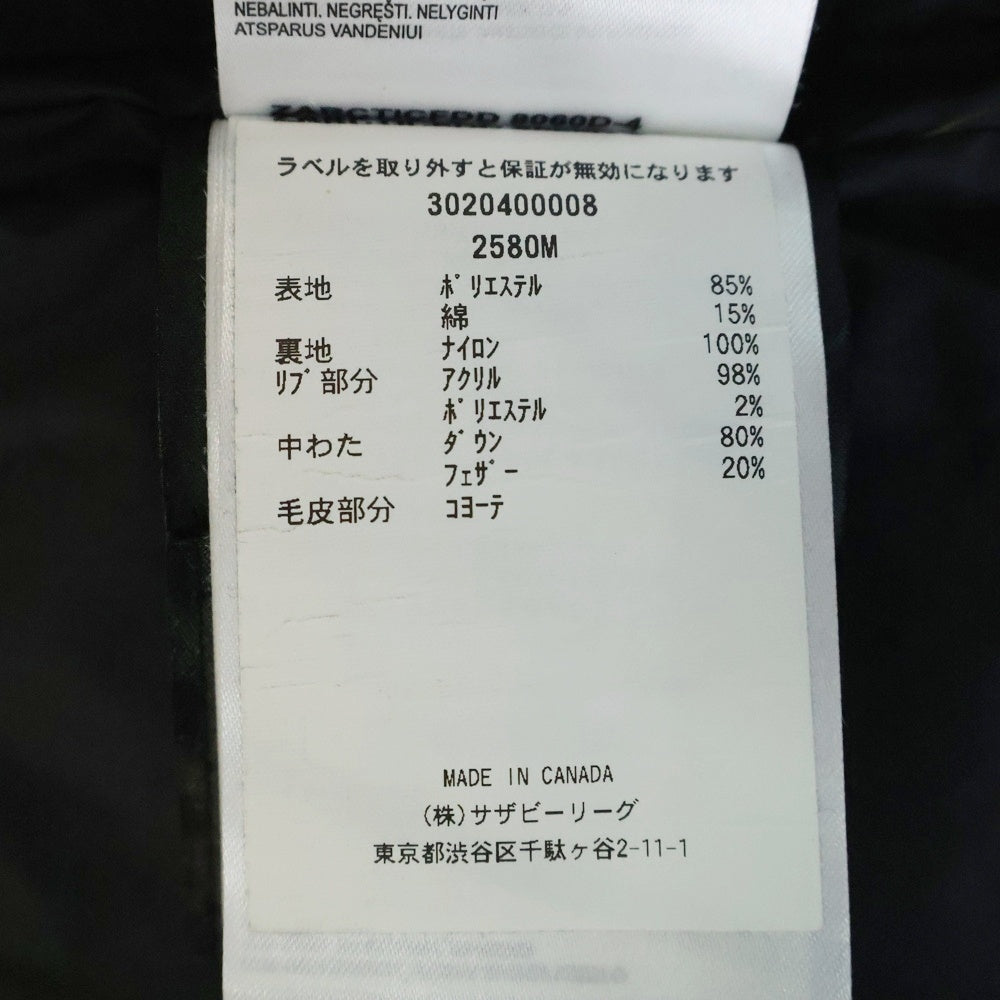 NEBALINTI. NEGRĘSTI. NELYGINTI
ATSPARUS VANDENIUI
ラベルを取り外すと保証が無効になります
3020400008
2580M
表地 ポリエステル 85%
綿 15%
裏地 ナイロン 100%
リブ部分 アクリル 98%
ポリエステル 2%
中わた ダウン 80%
フェザー 20%
毛皮部分 コヨーテ
MADE IN CANADA
(株)サザビーリーグ
東京都渋谷区千駄ヶ谷2-11-1